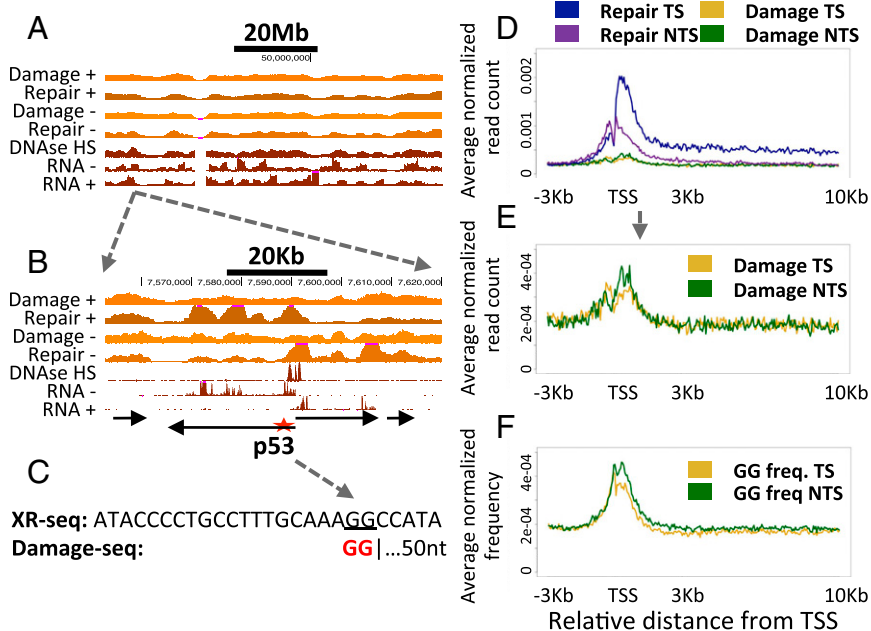 A
20Mb
50,000,000
Damage +
Repair +
Damage -
Repair -
DNAse HS
RNA -
RNA +
B
20Kb
7,570,000 7,580,000 7,590,000 7,600,000 7,610,000 7,620,000
Damage +
Repair +
Damage -
Repair -
DNAse HS
RNA -
RNA +
p53
C
XR-seq: ATACCCCTGCCTTTGCAAAGGCCATA
Damage-seq: GG|...50nt
D
Repair TS Damage TS
Repair NTS Damage NTS
Average normalized
read count
0.002
0.001
0
-3Kb TSS 3Kb 10Kb
E
Damage TS
Damage NTS
Average normalized
read count
4e-04
2e-04
0
-3Kb TSS 3Kb 10Kb
F
GG freq. TS
GG freq NTS
Average normalized
frequency
4e-04
2e-04
0
-3Kb TSS 3Kb 10Kb
Relative distance from TSS